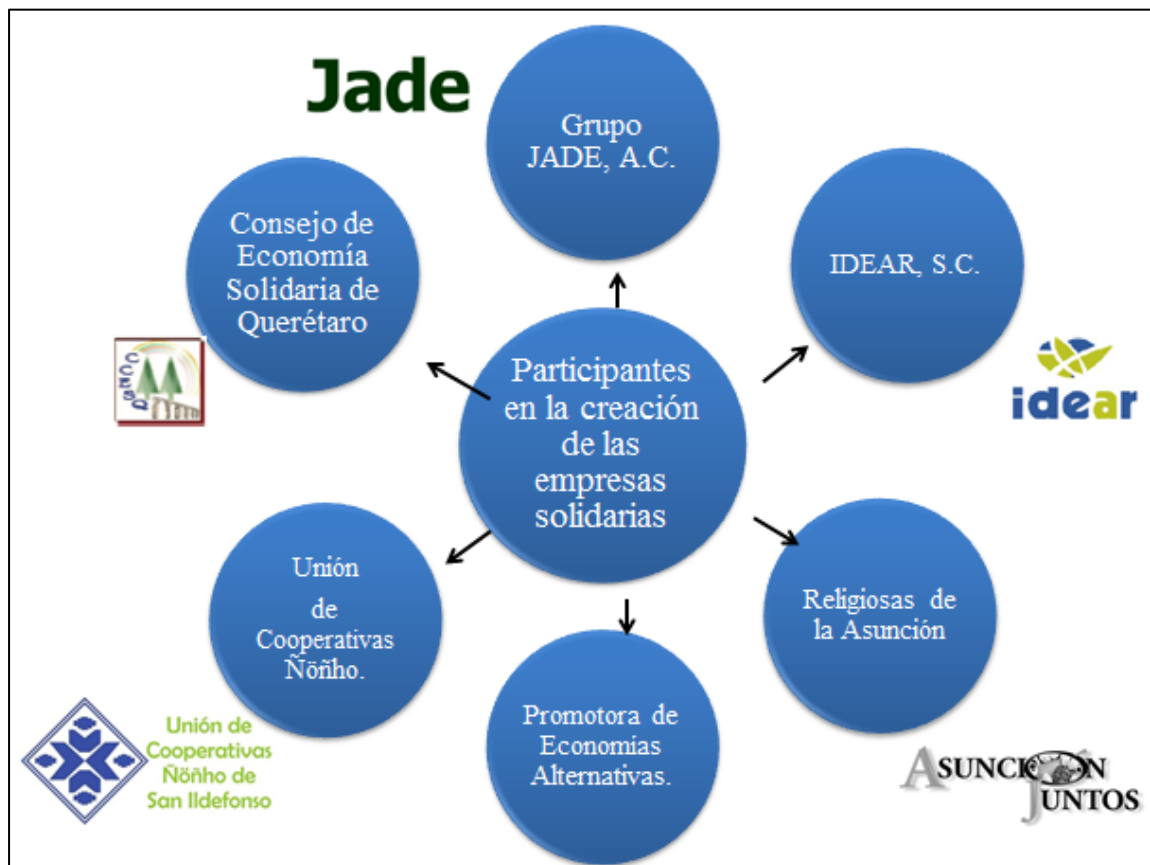 Jade
Grupo
JADE, A.C.
Consejo de
Economía
Solidaria de
Querétaro
IDEAR, S.C.
Participantes
en la creación
de las
empresas
solidarias
idear
Unión
de
Cooperativas
Ñöñho.
Religiosas de
la Asunción
Promotora de
Economías
Alternativas.
Unión de
Cooperativas
Ñöñho de
San Ildefonso
ASUNCIÓN
JUNTOS